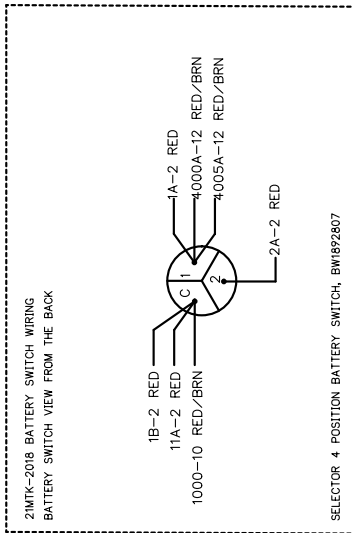 21MTK-2018 BATTERY SWITCH WIRING
BATTERY SWITCH VIEW FROM THE BACK
1B-2 RED
11A-2 RED
1000-10 RED/BRN
C
1
2
1A-2 RED
4000A-12 RED/BRN
4005A-12 RED/BRN
2A-2 RED
SELECTOR 4 POSITION BATTERY SWITCH, BW1892807